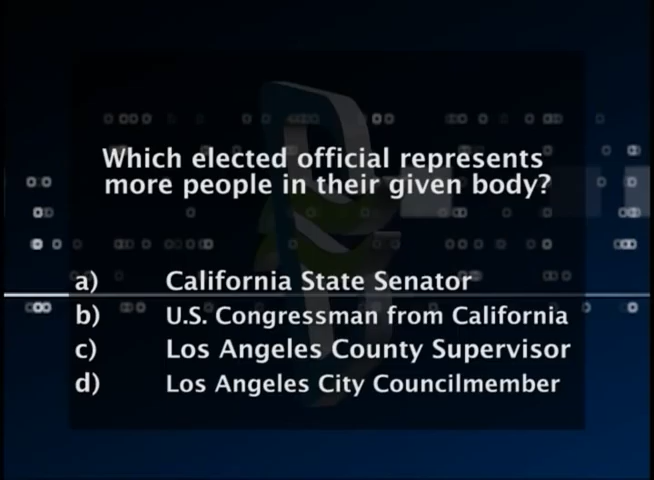 Which elected official represents
more people in their given body?
a) California State Senator
b) U.S. Congressman from California
c) Los Angeles County Supervisor
d) Los Angeles City Councilmember